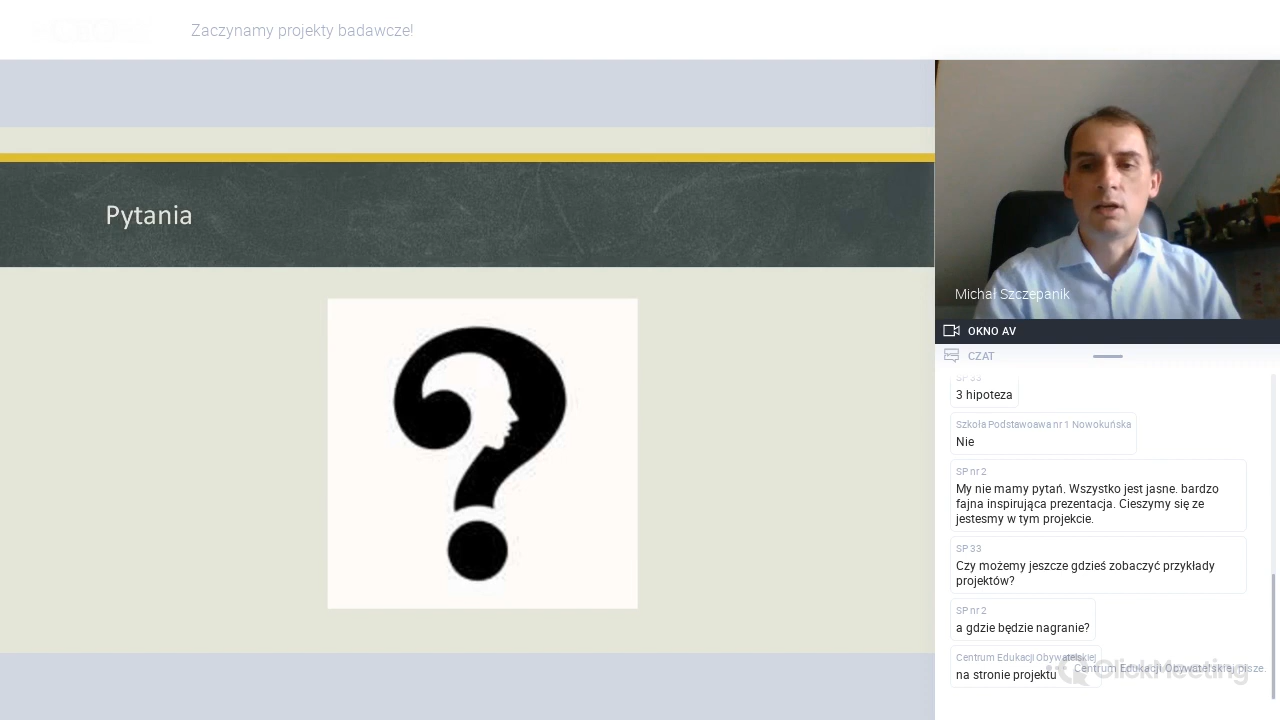 Zaczynamy projekty badawcze!
Pytania
Michał Szczepanik
OKNO AV
CZAT
SP 33
3 hipoteza
Szkoła Podstawoawa nr 1 Nowokuńska
Nie
SP nr 2
My nie mamy pytań. Wszystko jest jasne. bardzo
fajna inspirująca prezentacja. Cieszymy się ze
jestesmy w tym projekcie.
SP 33
Czy możemy jeszcze gdzieś zobaczyć przykłady
projektów?
SP nr 2
a gdzie będzie nagranie?
Centrum Edukacji Obywatelskiej
na stronie projektu
Centrum Edukacji Obywatelskiej pisze.
ClickMeeting